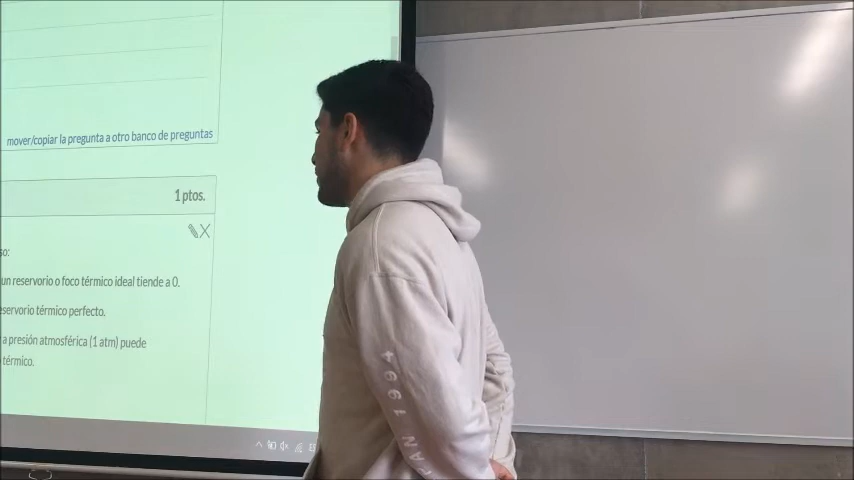 mover/copiar la pregunta a otro banco de preguntas
1 ptos.
so:
un reservorio o foco térmico ideal tiende a 0.
eservorio térmico perfecto.
a presión atmosférica (1 atm) puede
térmico.
1994
PAN